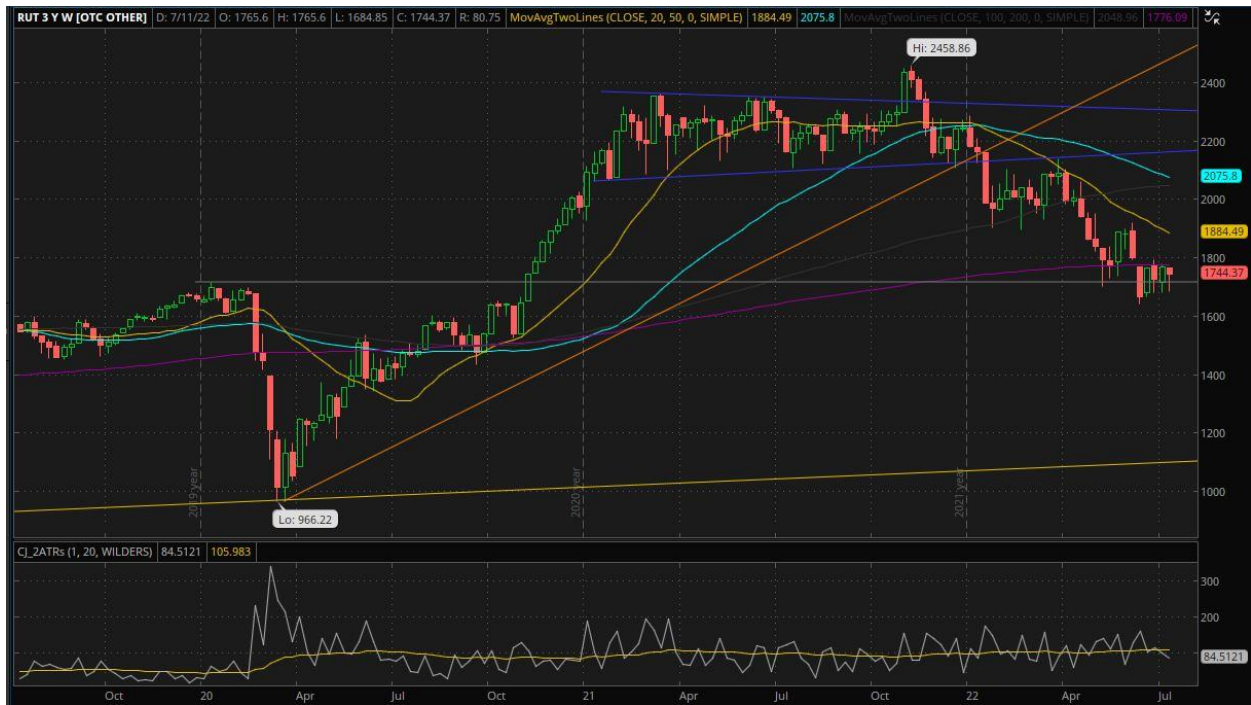 RUT 3 Y W [OTC OTHER] D: 7/11/22 O: 1765.6 H: 1765.6 L: 1684.85 C: 1744.37 R: 80.75 MovAvgTwoLines (CLOSE, 20, 50, 0, SIMPLE) 1884.49 2075.8 MovAvgTwoLines (CLOSE, 100, 200, 0, SIMPLE) 2048.96 1776.09
Hi: 2458.86
2400
2200
2075.8
2000
1884.49
1800
1744.37
1600
1400
1200
2019 year
2020 year
2021 year
1000
Lo: 966.22
CJ_2ATRs (1, 20, WILDERS) 84.5121 105.983
300
200
84.5121
Oct 20 Apr Jul Oct 21 Apr Jul Oct 22 Apr Jul